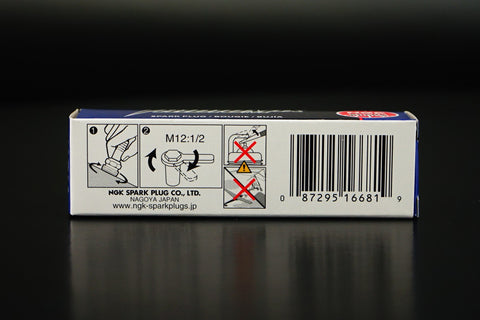 SPARK PLUG / BOUGIE / BUJIA
1
2
M12:1/2
NGK SPARK PLUG CO., LTD.
NAGOYA JAPAN
www.ngk-sparkplugs.jp
0 87295 16681 9